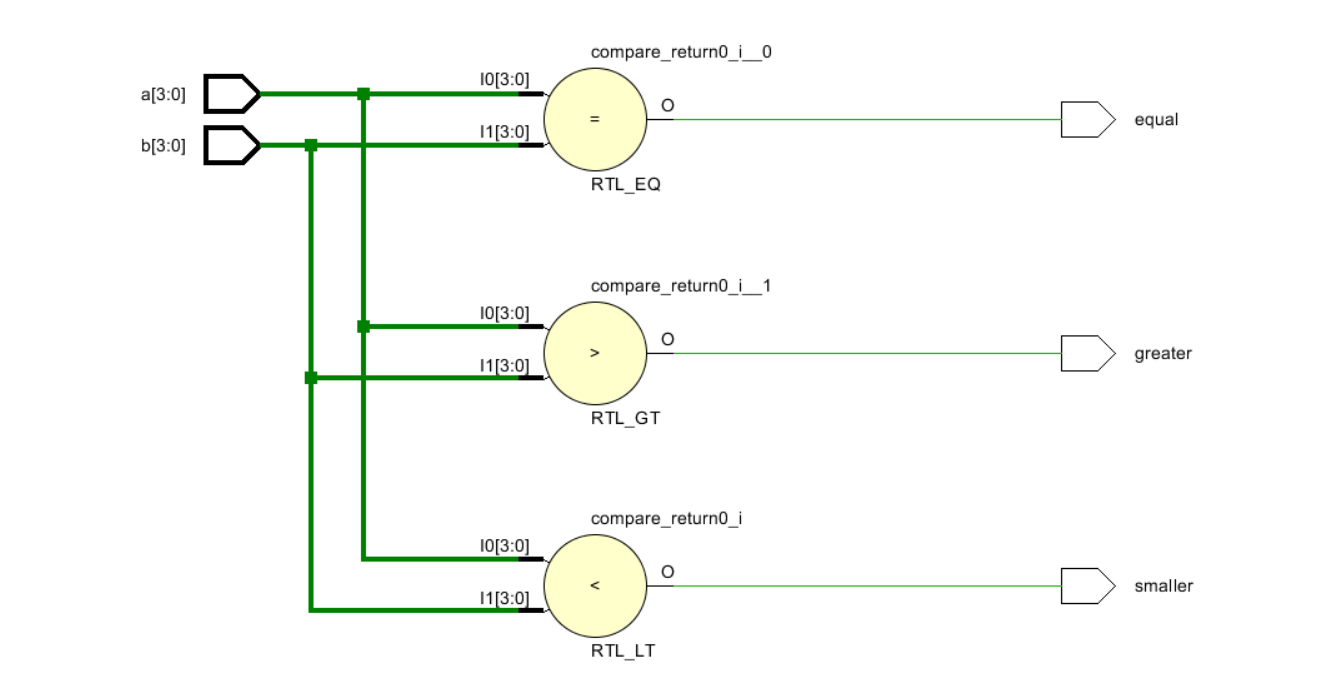 compare_return0_i__0
a[3:0]
I0[3:0]
O
=
equal
b[3:0]
I1[3:0]
RTL_EQ
compare_return0_i__1
I0[3:0]
O
>
greater
I1[3:0]
RTL_GT
compare_return0_i
I0[3:0]
O
<
smaller
I1[3:0]
RTL_LT